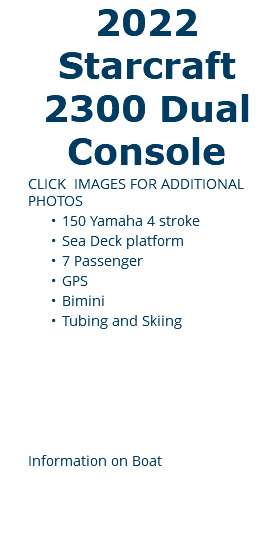 2022
Starcraft
2300 Dual
Console
CLICK  IMAGES FOR ADDITIONAL
PHOTOS
• 150 Yamaha 4 stroke
• Sea Deck platform
• 7 Passenger
• GPS
• Bimini
• Tubing and Skiing
Information on Boat